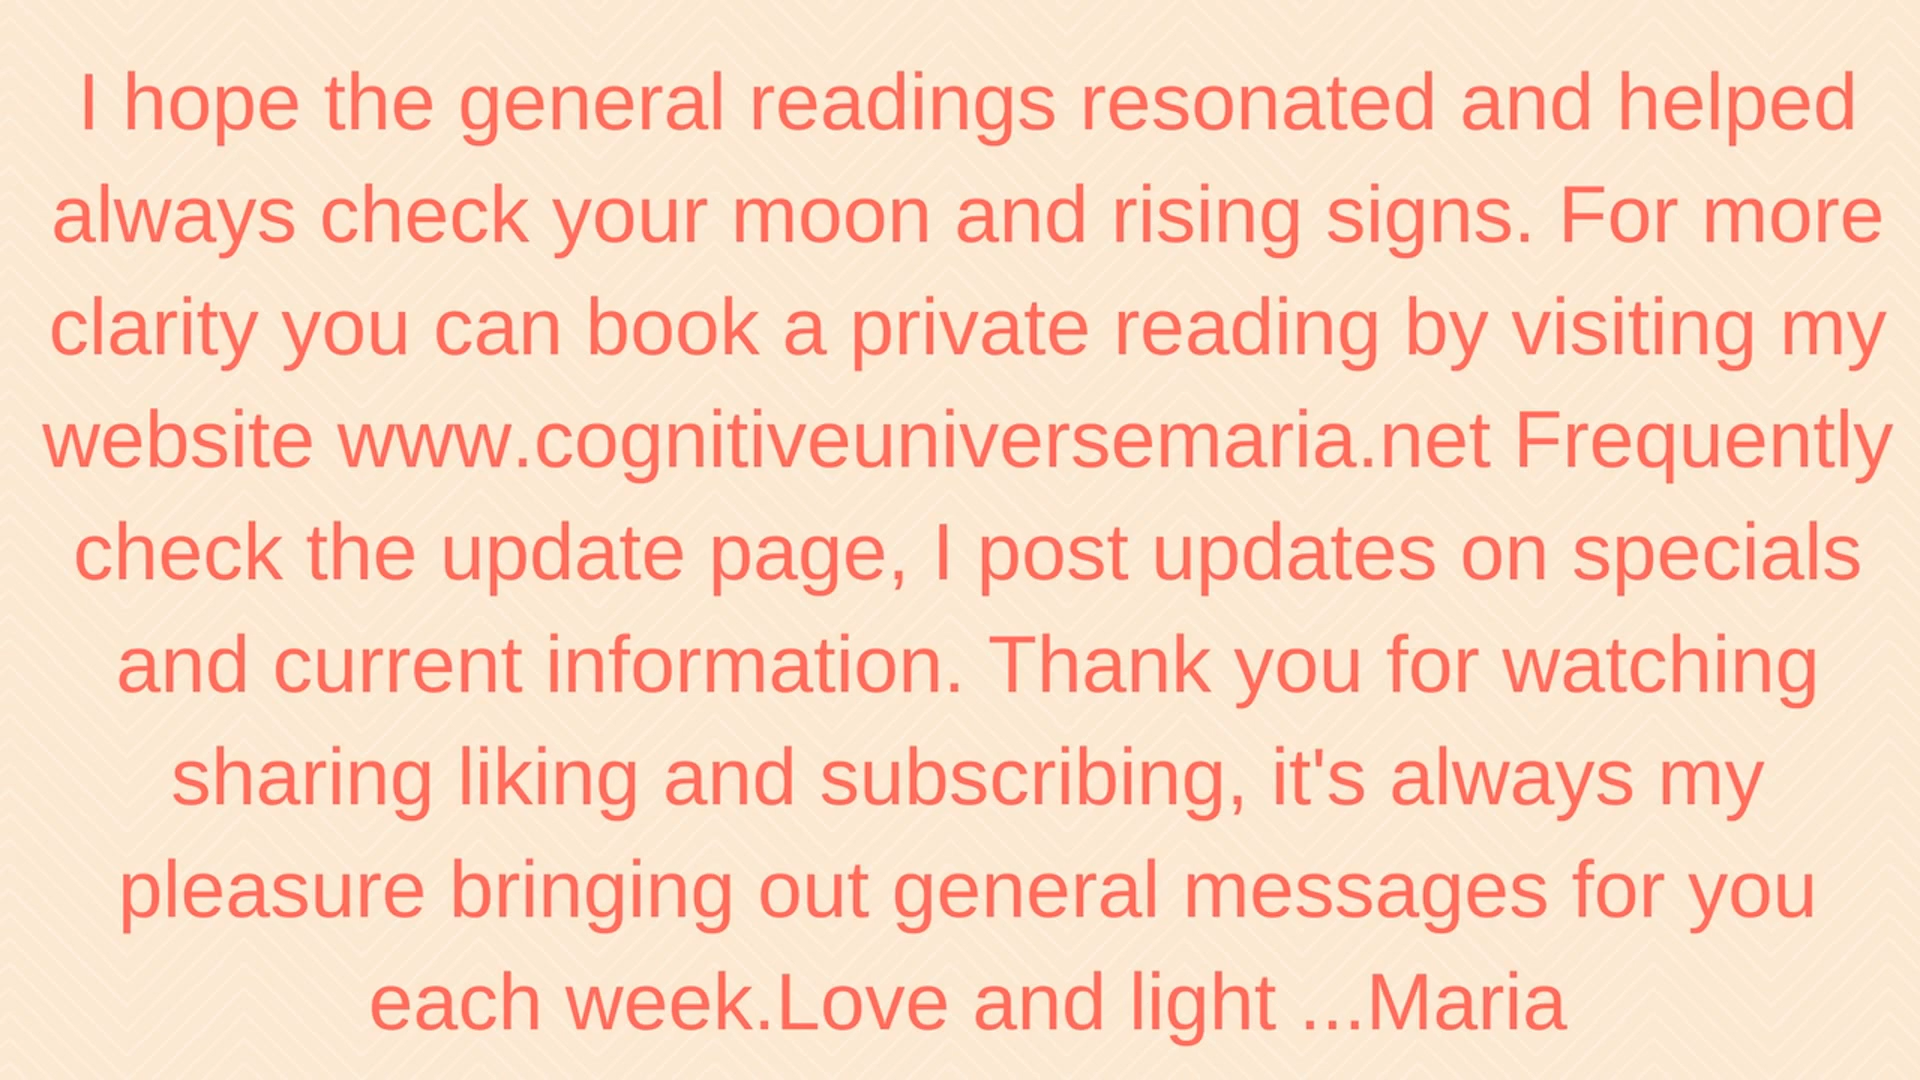 I hope the general readings resonated and helped
always check your moon and rising signs. For more
clarity you can book a private reading by visiting my
website www.cognitiveuniversemaria.net Frequently
check the update page, I post updates on specials
and current information. Thank you for watching
sharing liking and subscribing, it's always my
pleasure bringing out general messages for you
each week.Love and light ...Maria